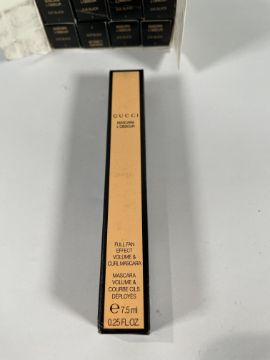 GUCCI
MASCARA
L'OBSCUR
FULL FAN
EFFECT
VOLUME &
CURL MASCARA
MASCARA
VOLUME &
COURBE CILS
DÉPLOYÉS
℮ 7.5 ml
0.25 FL.OZ.